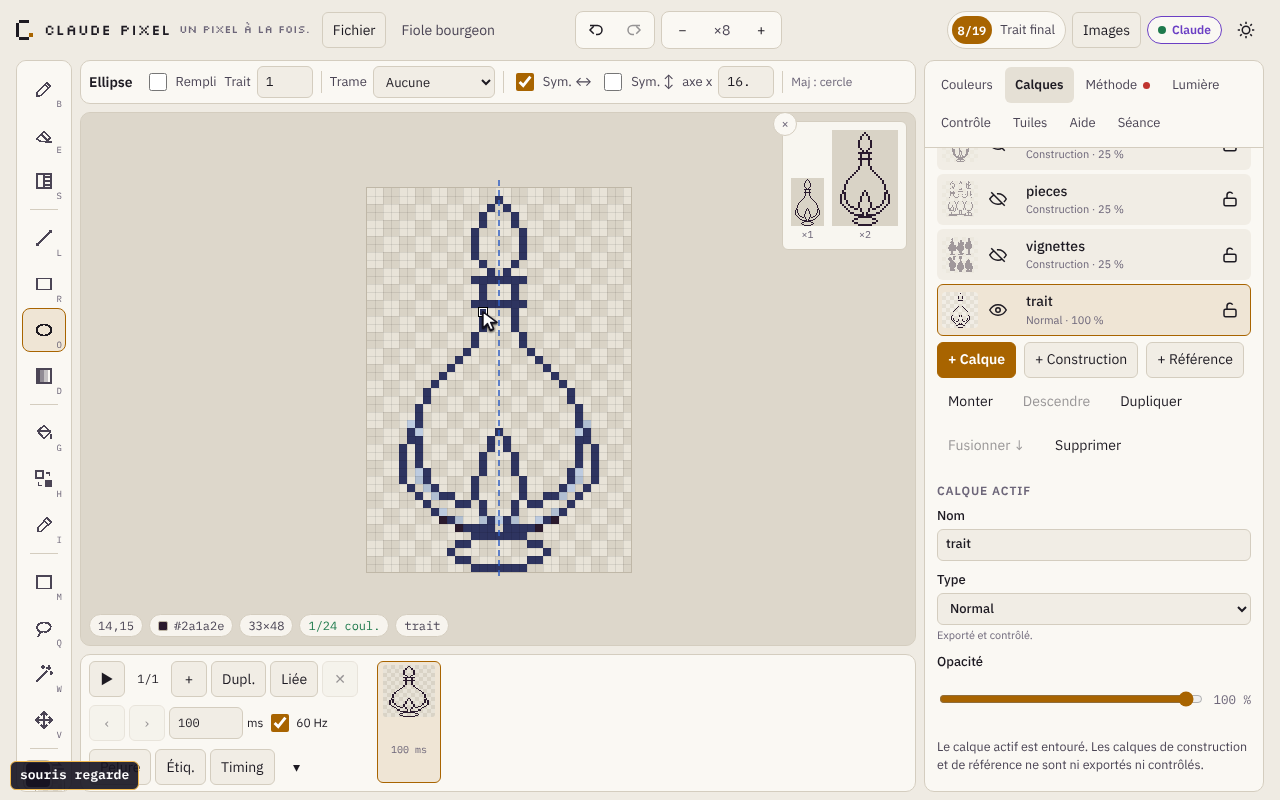 CLAUDE PIXEL UN PIXEL À LA FOIS. Fichier Fiole bourgeon − ×8 + 8/19 Trait final Images Claude
Ellipse Rempli Trait 1 Trame Aucune Sym. ↔ Sym. ↕ axe x 16. Maj : cercle
B
E
S
L
R
O
D
G
H
I
M
Q
W
V
×
×1 ×2
14,15 #2a1a2e 33×48 1/24 coul. trait
1/1 + Dupl. Liée ×
‹ › 100 ms 60 Hz
Étiq. Timing ▼
100 ms
souris regarde
Couleurs Calques Méthode Lumière
Contrôle Tuiles Aide Séance
Construction · 25 %
pieces
Construction · 25 %
vignettes
Construction · 25 %
trait
Normal · 100 %
+ Calque + Construction + Référence
Monter Descendre Dupliquer
Fusionner ↓ Supprimer
CALQUE ACTIF
Nom
trait
Type
Normal
Exporté et contrôlé.
Opacité
100 %
Le calque actif est entouré. Les calques de construction
et de référence ne sont ni exportés ni contrôlés.